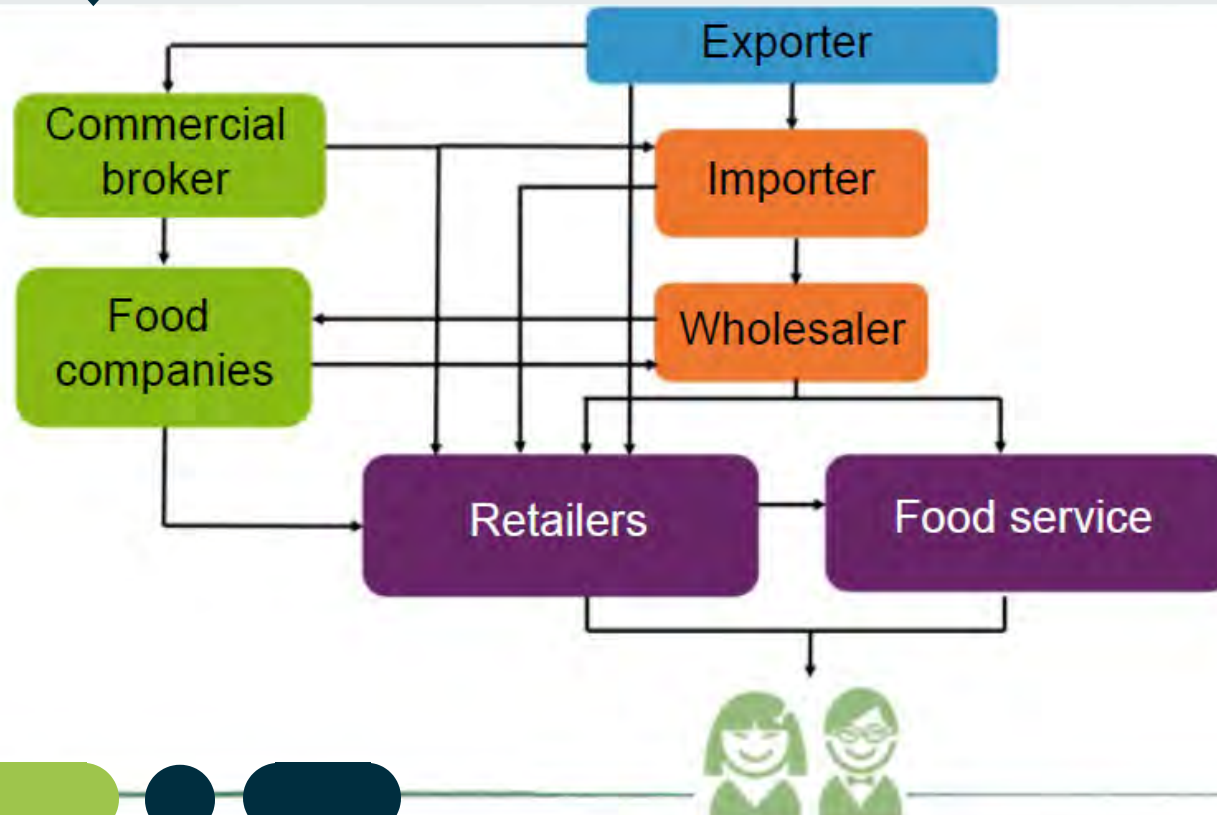 Exporter
Commercial
broker
Importer
Food
companies
Wholesaler
Retailers
Food service